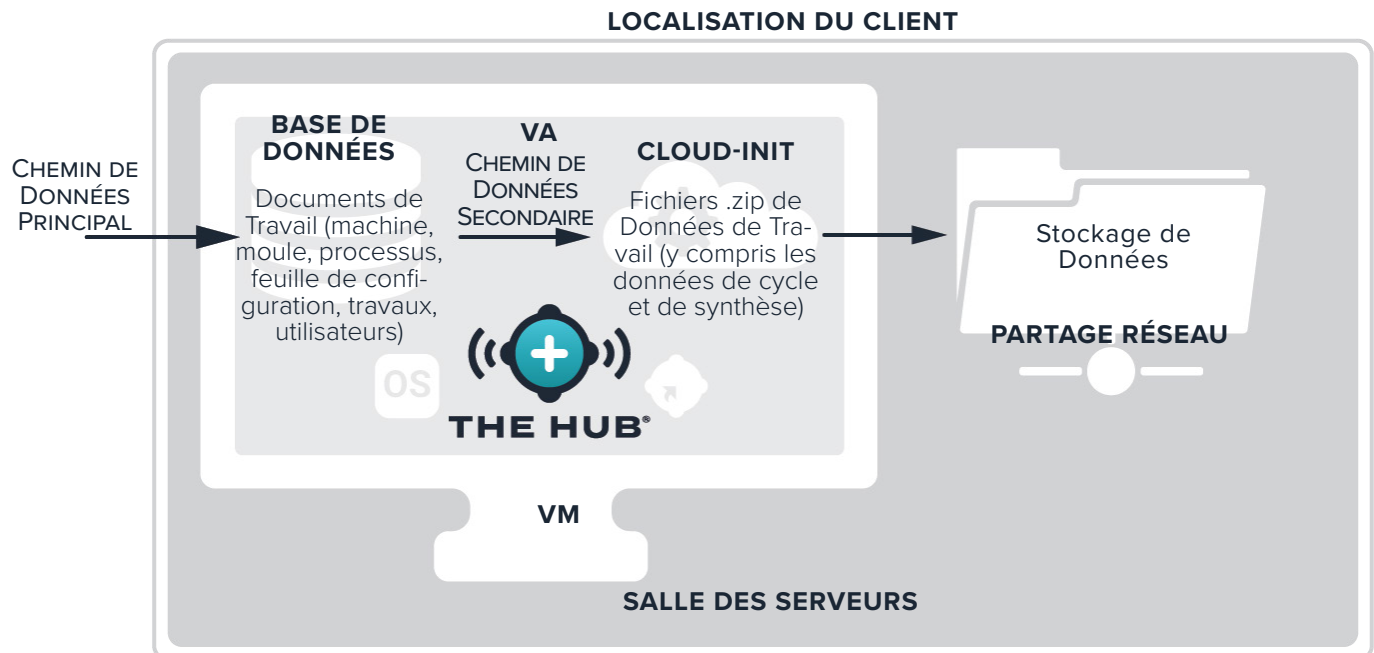 LOCALISATION DU CLIENT
CHEMIN DE
DONNÉES
PRINCIPAL
BASE DE
DONNÉES
Documents de
Travail (machine,
moule, processus,
feuille de confi-
guration, travaux,
utilisateurs)
VA
CHEMIN DE
DONNÉES
SECONDAIRE
CLOUD-INIT
Fichiers .zip de
Données de Tra-
vail (y compris les
données de cycle
et de synthèse)
Stockage de
Données
PARTAGE RÉSEAU
OS
THE HUB®
VM
SALLE DES SERVEURS